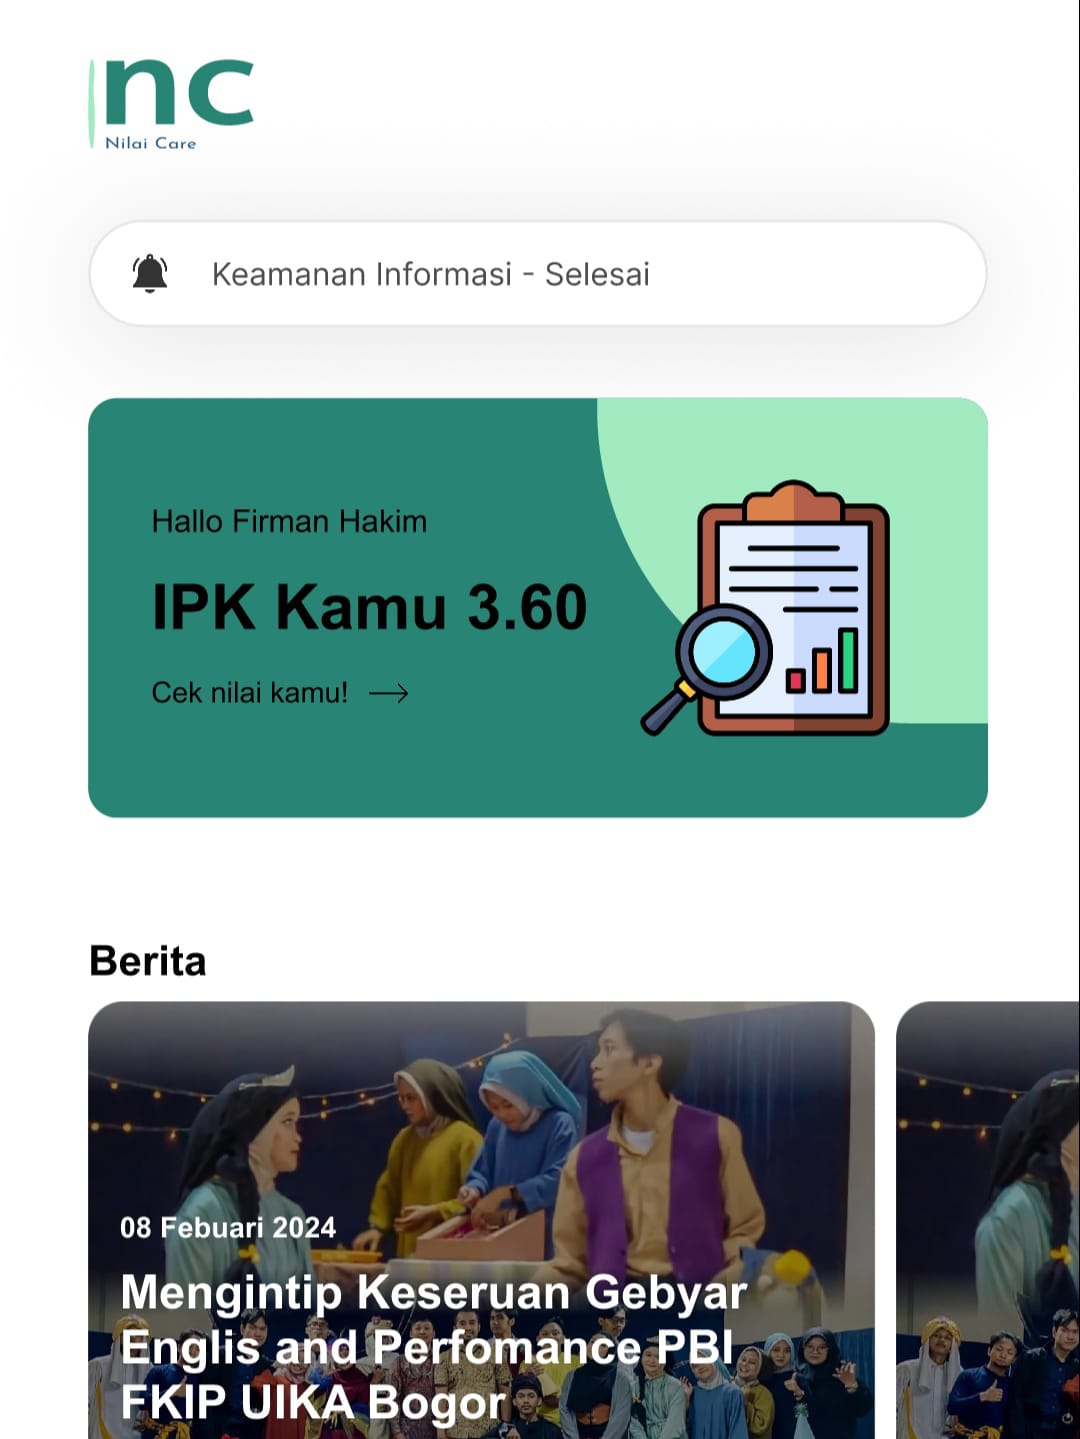 nc
Nilai Care
Keamanan Informasi - Selesai
Hallo Firman Hakim
IPK Kamu 3.60
Cek nilai kamu!
Berita
08 Febuari 2024
Mengintip Keseruan Gebyar
Englis and Perfomance PBI
FKIP UIKA Bogor